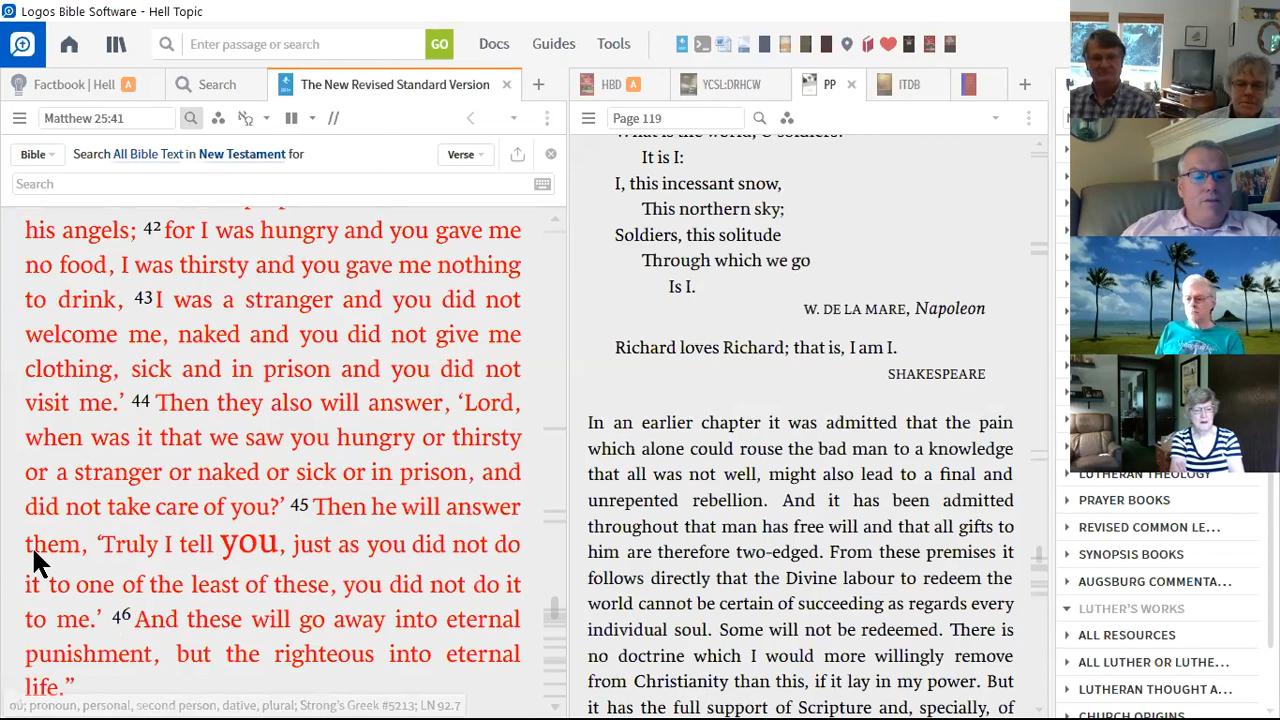 Logos Bible Software - Hell Topic
Enter passage or search
GO
Docs
Guides
Tools
Factbook | Hell A
Search
The New Revised Standard Version
HBD A
YCSL:DRHCW
PP
ITDB
Matthew 25:41
Page 119
Bible
Search All Bible Text in New Testament for
Verse
Search
his angels; 42 for I was hungry and you gave me
no food, I was thirsty and you gave me nothing
to drink, 43 I was a stranger and you did not
welcome me, naked and you did not give me
clothing, sick and in prison and you did not
visit me.’ 44 Then they also will answer, ‘Lord,
when was it that we saw you hungry or thirsty
or a stranger or naked or sick or in prison, and
did not take care of you?’ 45 Then he will answer
them, ‘Truly I tell you, just as you did not do
it to one of the least of these, you did not do it
to me.’ 46 And these will go away into eternal
punishment, but the righteous into eternal
life.”
ού; pronoun, personal, second person, dative, plural; Strong's Greek #5213; LN 92.7
What is the world, O soldiers?
It is I:
I, this incessant snow,
This northern sky;
Soldiers, this solitude
Through which we go
Is I.
W. DE LA MARE, Napoleon
Richard loves Richard; that is, I am I.
SHAKESPEARE
In an earlier chapter it was admitted that the pain
which alone could rouse the bad man to a knowledge
that all was not well, might also lead to a final and
unrepented rebellion. And it has been admitted
throughout that man has free will and that all gifts to
him are therefore two-edged. From these premises it
follows directly that the Divine labour to redeem the
world cannot be certain of succeeding as regards every
individual soul. Some will not be redeemed. There is
no doctrine which I would more willingly remove
from Christianity than this, if it lay in my power. But
it has the full support of Scripture and, specially, of
LUTHERAN THEOLOGY
PRAYER BOOKS
REVISED COMMON LE...
SYNOPSIS BOOKS
AUGSBURG COMMENTA...
LUTHER'S WORKS
ALL RESOURCES
ALL LUTHER OR LUTHE...
LUTHERAN THOUGHT A...
CHURCH ORIGINS